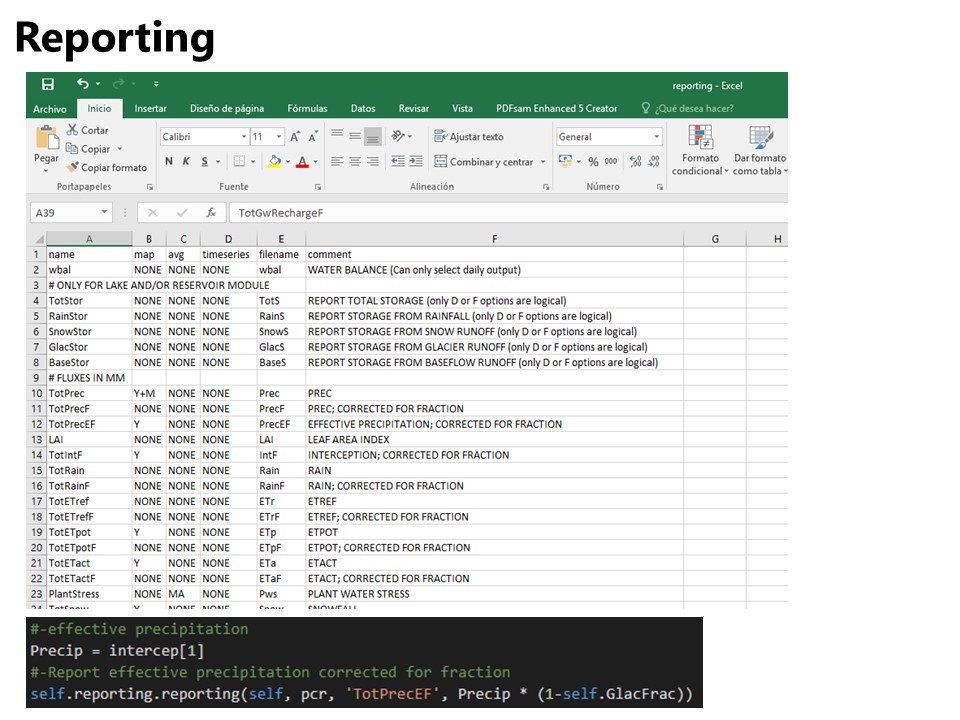 Reporting
reporting - Excel
Archivo Inicio Insertar Diseño de página Fórmulas Datos Revisar Vista PDFsam Enhanced 5 Creator ¿Qué desea hacer?
Pegar Cortar Copiar Copiar formato
Calibri 11 A A
N K S A
Ajustar texto
Combinar y centrar
General
% 000
Formato condicional Dar formato como tabla
Portapapeles Fuente Alineación Número
A39 fx TotGwRechargeF
A B C D E F G H
1 name map avg timeseries filename comment
2 wbal NONE NONE NONE wbal WATER BALANCE (Can only select daily output)
3 # ONLY FOR LAKE AND/OR RESERVOIR MODULE
4 TotStor NONE NONE NONE TotS REPORT TOTAL STORAGE (only D or F options are logical)
5 RainStor NONE NONE NONE RainS REPORT STORAGE FROM RAINFALL (only D or F options are logical)
6 SnowStor NONE NONE NONE SnowS REPORT STORAGE FROM SNOW RUNOFF (only D or F options are logical)
7 GlacStor NONE NONE NONE GlacS REPORT STORAGE FROM GLACIER RUNOFF (only D or F options are logical)
8 BaseStor NONE NONE NONE BaseS REPORT STORAGE FROM BASEFLOW RUNOFF (only D or F options are logical)
9 # FLUXES IN MM
10 TotPrec Y+M NONE NONE Prec PREC
11 TotPrecF NONE NONE NONE PrecF PREC; CORRECTED FOR FRACTION
12 TotPrecEF Y NONE NONE PrecEF EFFECTIVE PRECIPITATION; CORRECTED FOR FRACTION
13 LAI NONE NONE NONE LAI LEAF AREA INDEX
14 TotIntF Y NONE NONE IntF INTERCEPTION; CORRECTED FOR FRACTION
15 TotRain NONE NONE NONE Rain RAIN
16 TotRainF NONE NONE NONE RainF RAIN; CORRECTED FOR FRACTION
17 TotETref NONE NONE NONE ETr ETREF
18 TotETrefF NONE NONE NONE ETrF ETREF; CORRECTED FOR FRACTION
19 TotETpot Y NONE NONE ETp ETPOT
20 TotETpotF NONE NONE NONE ETpF ETPOT; CORRECTED FOR FRACTION
21 TotETact Y NONE NONE ETa ETACT
22 TotETactF NONE NONE NONE ETaF ETACT; CORRECTED FOR FRACTION
23 PlantStress NONE MA NONE Pws PLANT WATER STRESS
24 TotSnow Y NONE NONE Snow SNOWFALL
#-effective precipitation
Precip = intercep[1]
#-Report effective precipitation corrected for fraction
self.reporting.reporting(self, pcr, 'TotPrecEF', Precip * (1-self.GlacFrac))